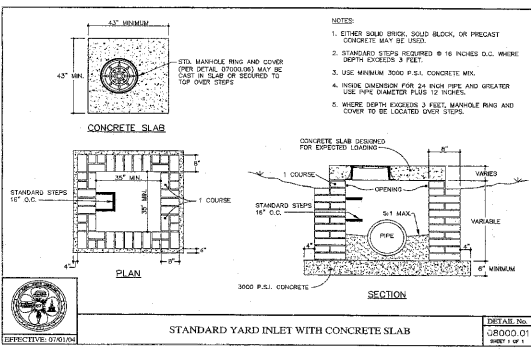 43" MINIMUM
43" MIN.
STD. MANHOLE RING AND COVER
(PER DETAIL 07000.06) MAY BE
CAST IN SLAB OR SECURED TO
TOP OVER STEPS
CONCRETE SLAB
NOTES:
1. EITHER SOLID BRICK, SOLID BLOCK, OR PRECAST
CONCRETE MAY BE USED.
2. STANDARD STEPS REQUIRED @ 16 INCHES O.C. WHERE
DEPTH EXCEEDS 3 FEET.
3. USE MINIMUM 3000 P.S.I. CONCRETE MIX.
4. INSIDE DIMENSION FOR 24 INCH PIPE AND GREATER
USE PIPE DIAMETER PLUS 12 INCHES.
5. WHERE DEPTH EXCEEDS 3 FEET, MANHOLE RING AND
COVER TO BE LOCATED OVER STEPS.
35" MIN.
35" MIN.
8"
STANDARD STEPS
16" O.C.
1 COURSE
4"
4"
8"
PLAN
CONCRETE SLAB DESIGNED
FOR EXPECTED LOADING
8"
1 COURSE
OPENING
VARIES
STANDARD STEPS
16" O.C.
5:1 MAX.
VARIABLE
PIPE
4"
4"
6" MINIMUM
3000 P.S.I. CONCRETE
SECTION
EFFECTIVE: 07/01/04
STANDARD YARD INLET WITH CONCRETE SLAB
DETAIL No.
08000.01
SHEET 1 OF 1